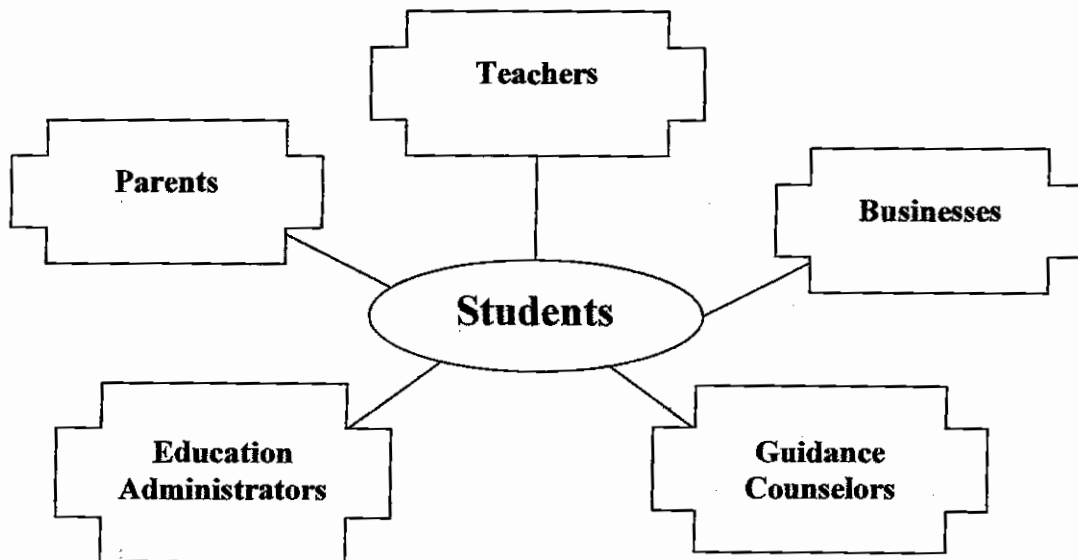 Teachers
Parents
Businesses
Students
Education
Administrators
Guidance
Counselors